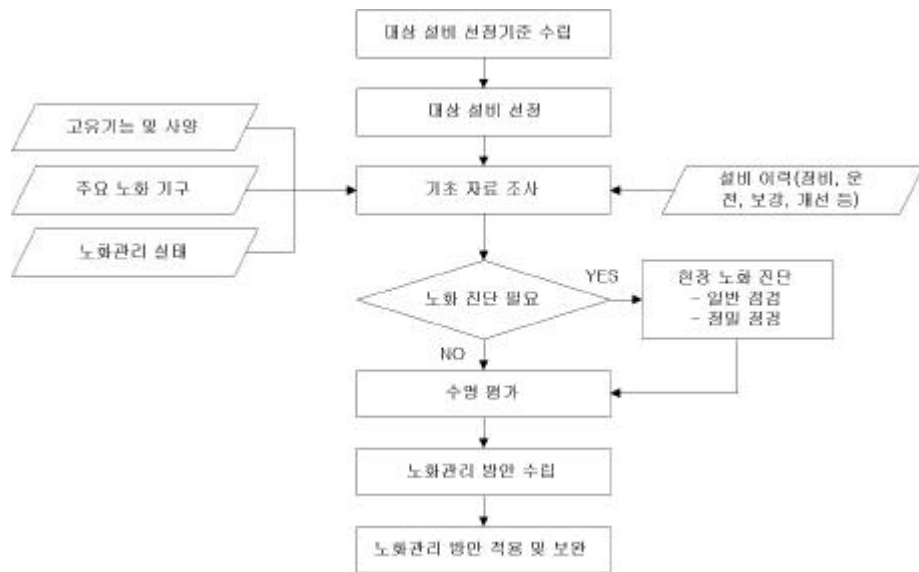 대상 설비 선정기준 수립
대상 설비 선정
고유기능 및 사양
주요 노화 기구
노화관리 실태
기초 자료 조사
설비 이력(정비, 운
전, 보강, 개선 등)
노화 진단 필요
YES
현장 노화 진단
- 일반 점검
- 정밀 점검
NO
수명 평가
노화관리 방안 수립
노화관리 방안 적용 및 보완